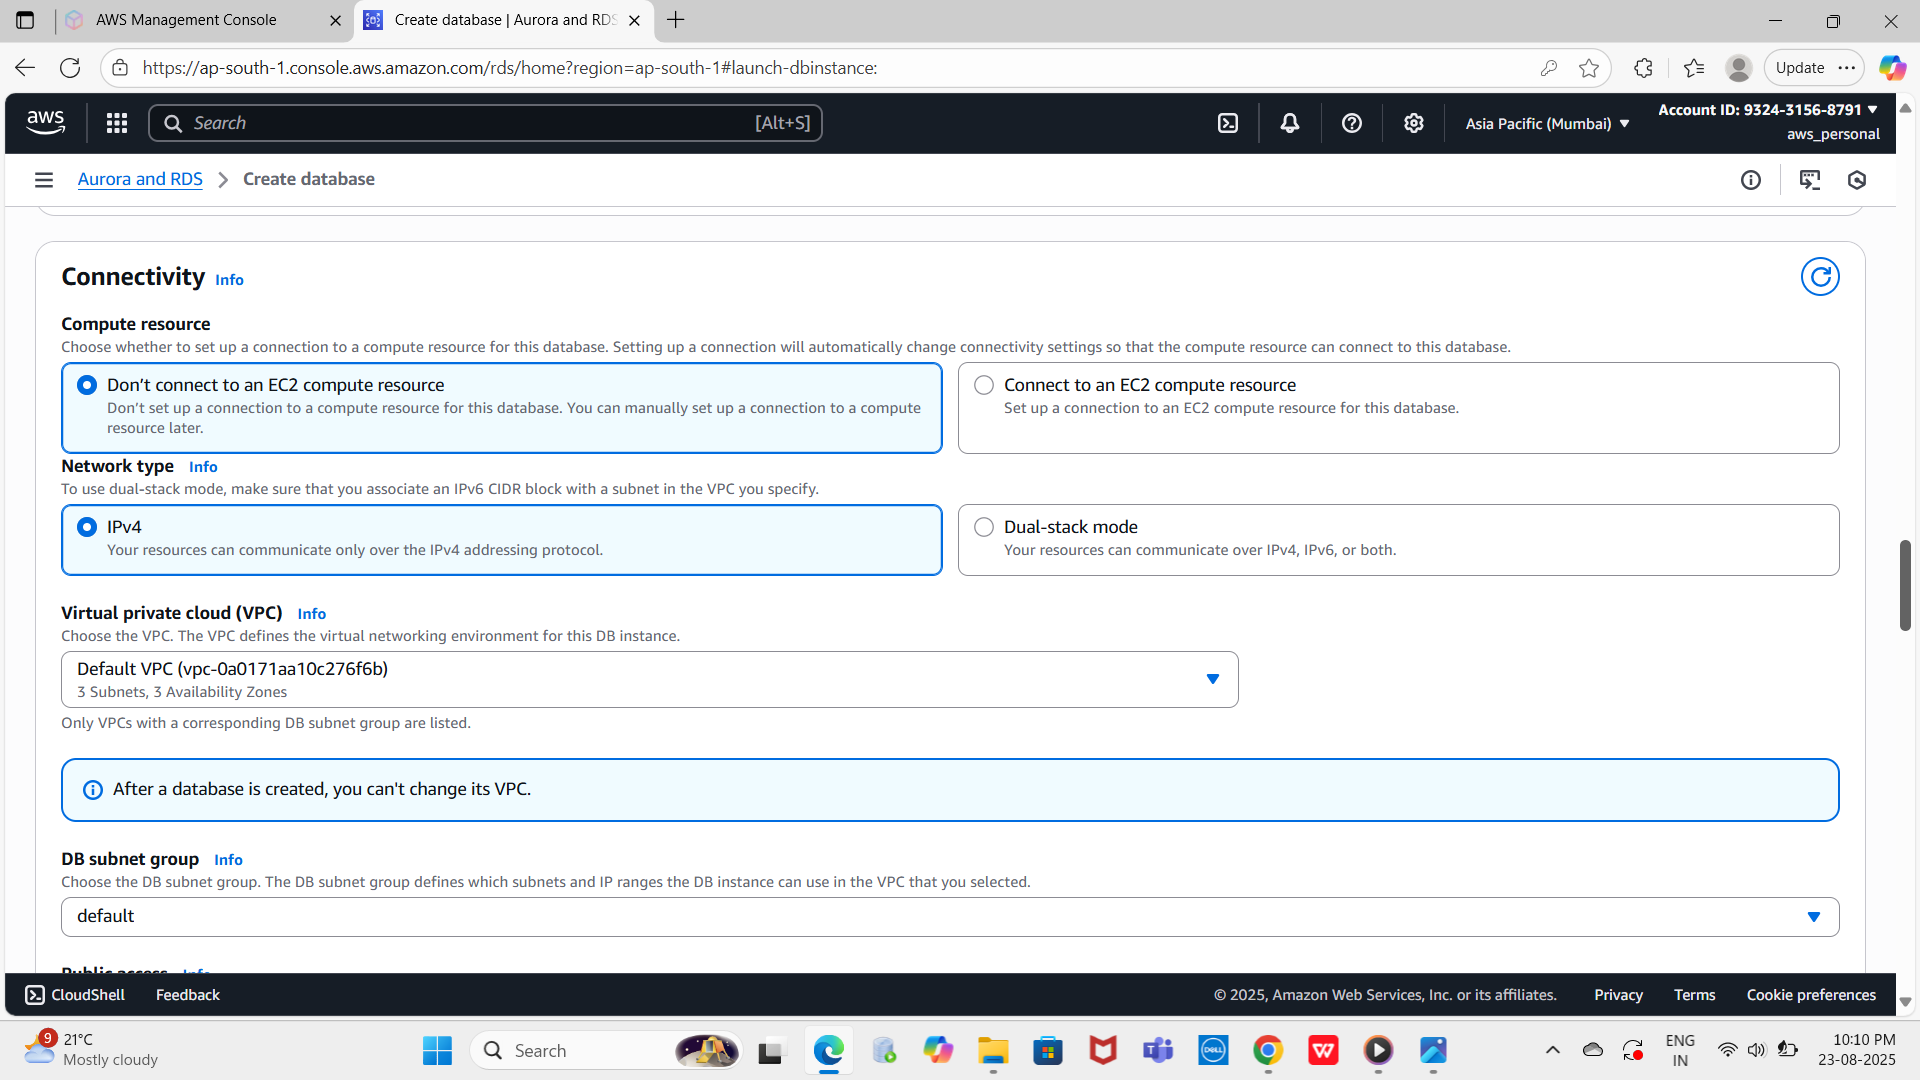 AWS Management Console
Create database | Aurora and RDS
https://ap-south-1.console.aws.amazon.com/rds/home?region=ap-south-1#launch-dbinstance:
Update
aws
Search
[Alt+S]
Asia Pacific (Mumbai)
Account ID: 9324-3156-8791
aws_personal
Aurora and RDS
Create database
Connectivity Info
Compute resource
Choose whether to set up a connection to a compute resource for this database. Setting up a connection will automatically change connectivity settings so that the compute resource can connect to this database.
Don’t connect to an EC2 compute resource
Don’t set up a connection to a compute resource for this database. You can manually set up a connection to a compute
resource later.
Connect to an EC2 compute resource
Set up a connection to an EC2 compute resource for this database.
Network type Info
To use dual-stack mode, make sure that you associate an IPv6 CIDR block with a subnet in the VPC you specify.
IPv4
Your resources can communicate only over the IPv4 addressing protocol.
Dual-stack mode
Your resources can communicate over IPv4, IPv6, or both.
Virtual private cloud (VPC) Info
Choose the VPC. The VPC defines the virtual networking environment for this DB instance.
Default VPC (vpc-0a0171aa10c276f6b)
3 Subnets, 3 Availability Zones
Only VPCs with a corresponding DB subnet group are listed.
After a database is created, you can't change its VPC.
DB subnet group Info
Choose the DB subnet group. The DB subnet group defines which subnets and IP ranges the DB instance can use in the VPC that you selected.
default
Public access Info
CloudShell
Feedback
© 2025, Amazon Web Services, Inc. or its affiliates.
Privacy
Terms
Cookie preferences
9
21°C
Mostly cloudy
Search
DELL
W
ENG
IN
10:10 PM
23-08-2025